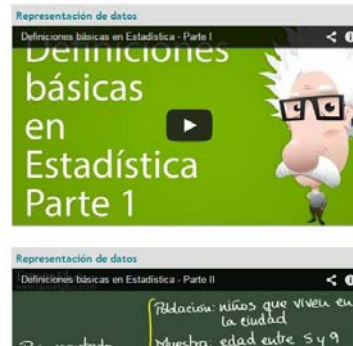 Representación de datos
Definiciones básicas en Estadística - Parte I
Definiciones
básicas
en
Estadística
Parte 1
Representación de datos
Definiciones básicas en Estadística - Parte II
Población: niños que viven en
la ciudad
Muestra: edad entre 5 y 9